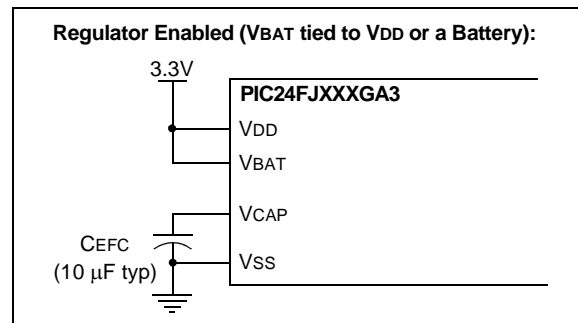 Regulator Enabled (VBAT tied to VDD or a Battery):
3.3V
PIC24FJXXXGA3
VDD
VBAT
VCAP
CEFC
(10 μF typ)
VSS